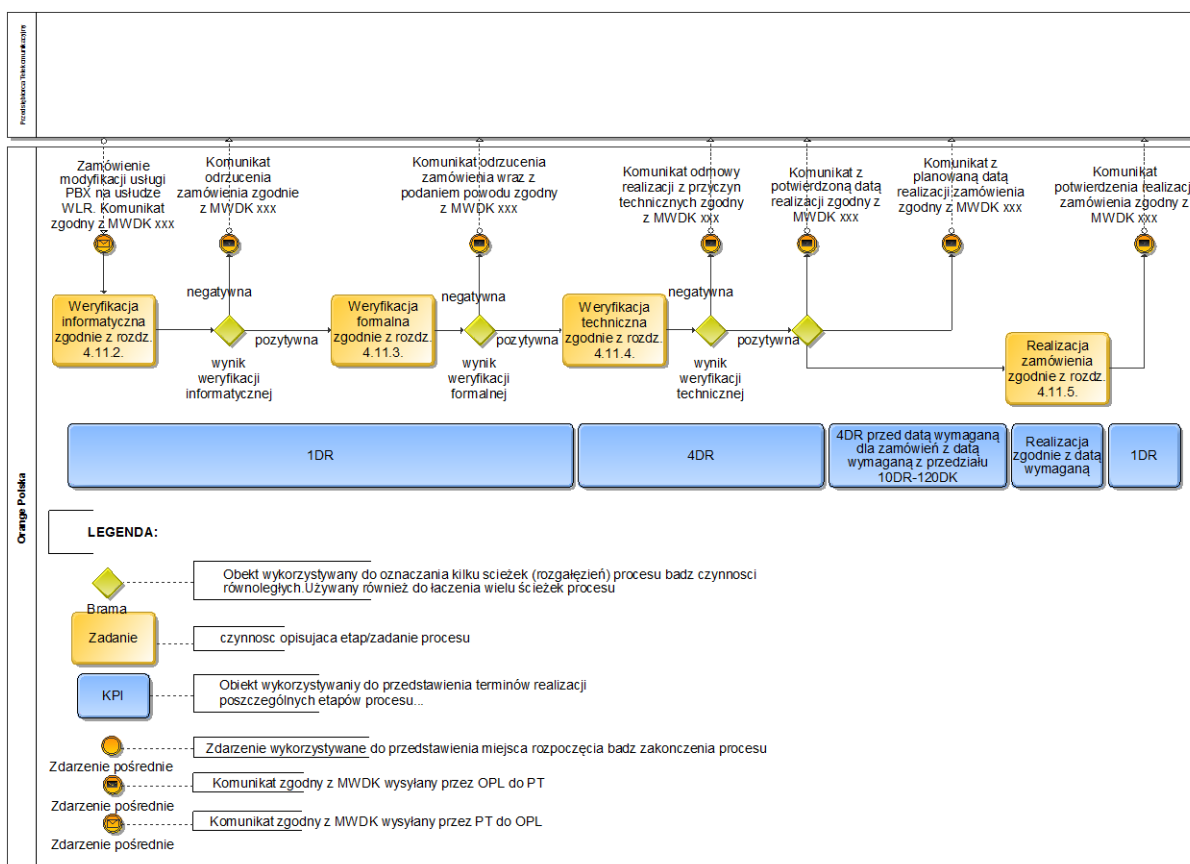 Przedsiębiorca Telekomunikacyjny
Orange Polska
Zamówienie
modyfikacji usługi
PBX na usłudze
WLR. Komunikat
zgodny z MWDK xxx
Komunikat
odrzucenia
zamówienia zgodnie
z MWDK xxx
Komunikat odrzucenia
zamówienia wraz z
podaniem powodu zgodny
z MWDK xxx
Komunikat odmowy
realizacji z przyczyn
technicznych zgodny
z MWDK xxx
Komunikat z
potwierdzoną datą
realizacji zgodny z
MWDK xxx
Komunikat z
planowaną datą
realizacji zamówienia
zgodny z MWDK xxx
Komunikat
potwierdzenia realizacji
zamówienia zgodny z
MWDK xxx
negatywna
negatywna
negatywna
Weryfikacja
informatyczna
zgodnie z rozdz.
4.11.2.
pozytywna
wynik
weryfikacji
informatycznej
Weryfikacja
formalna
zgodnie z rozdz.
4.11.3.
pozytywna
wynik
weryfikacji
formalnej
Weryfikacja
techniczna
zgodnie z rozdz.
4.11.4.
pozytywna
wynik
weryfikacji
technicznej
Realizacja
zamówienia
zgodnie z rozdz.
4.11.5.
1DR
4DR
4DR przed datą wymaganą
dla zamówień z datą
wymaganą z przedziału
10DR-120DK
Realizacja
zgodnie z datą
wymaganą
1DR
LEGENDA:
Obekt wykorzystywany do oznaczania kilku scieżek (rozgałęzień) procesu badz czynnosci
równoległych.Używany również do łaczenia wielu ścieżek procesu
Brama
Zadanie
czynnosc opisujaca etap/zadanie procesu
KPI
Obiekt wykorzystywaniy do przedstawienia terminów realizacji
poszczególnych etapów procesu...
Zdarzenie wykorzystywane do przedstawienia miejsca rozpoczęcia badz zakonczenia procesu
Zdarzenie pośrednie
Komunikat zgodny z MWDK wysyłany przez OPL do PT
Zdarzenie pośrednie
Komunikat zgodny z MWDK wysyłany przez PT do OPL
Zdarzenie pośrednie